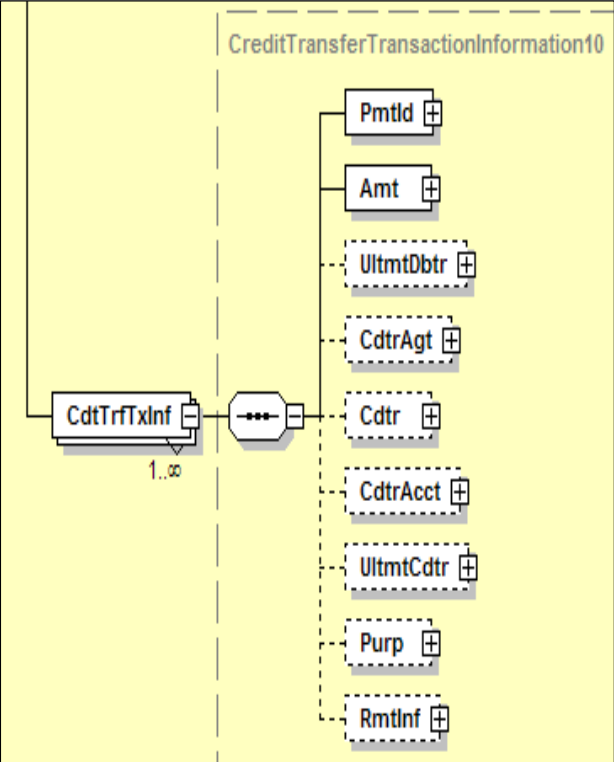 CreditTransferTransactionInformation10
PmtId
Amt
UltmtDbtr
CdtrAgt
CdtTrfTxInf
Cdtr
1..∞
CdtrAcct
UltmtCdtr
Purp
RmtInf